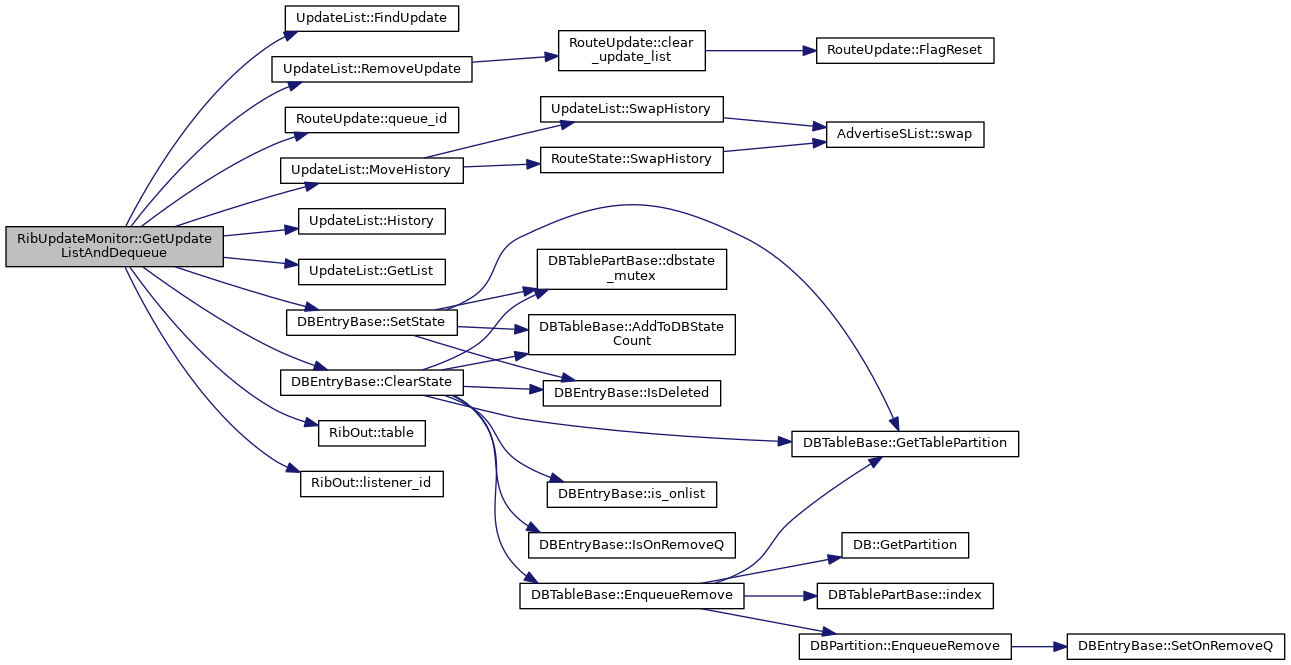 UpdateList::FindUpdate
RouteUpdate::clear
_update_list
RouteUpdate::FlagReset
UpdateList::RemoveUpdate
UpdateList::SwapHistory
RouteUpdate::queue_id
AdvertiseSList::swap
RouteState::SwapHistory
UpdateList::MoveHistory
UpdateList::History
RibUpdateMonitor::GetUpdate
ListAndDequeue
UpdateList::GetList
DBTablePartBase::dbstate
_mutex
DBEntryBase::SetState
DBTableBase::AddToDBState
Count
DBEntryBase::ClearState
DBEntryBase::IsDeleted
RibOut::table
DBTableBase::GetTablePartition
RibOut::listener_id
DBEntryBase::is_onlist
DBEntryBase::IsOnRemoveQ
DB::GetPartition
DBTableBase::EnqueueRemove
DBTablePartBase::index
DBPartition::EnqueueRemove
DBEntryBase::SetOnRemoveQ